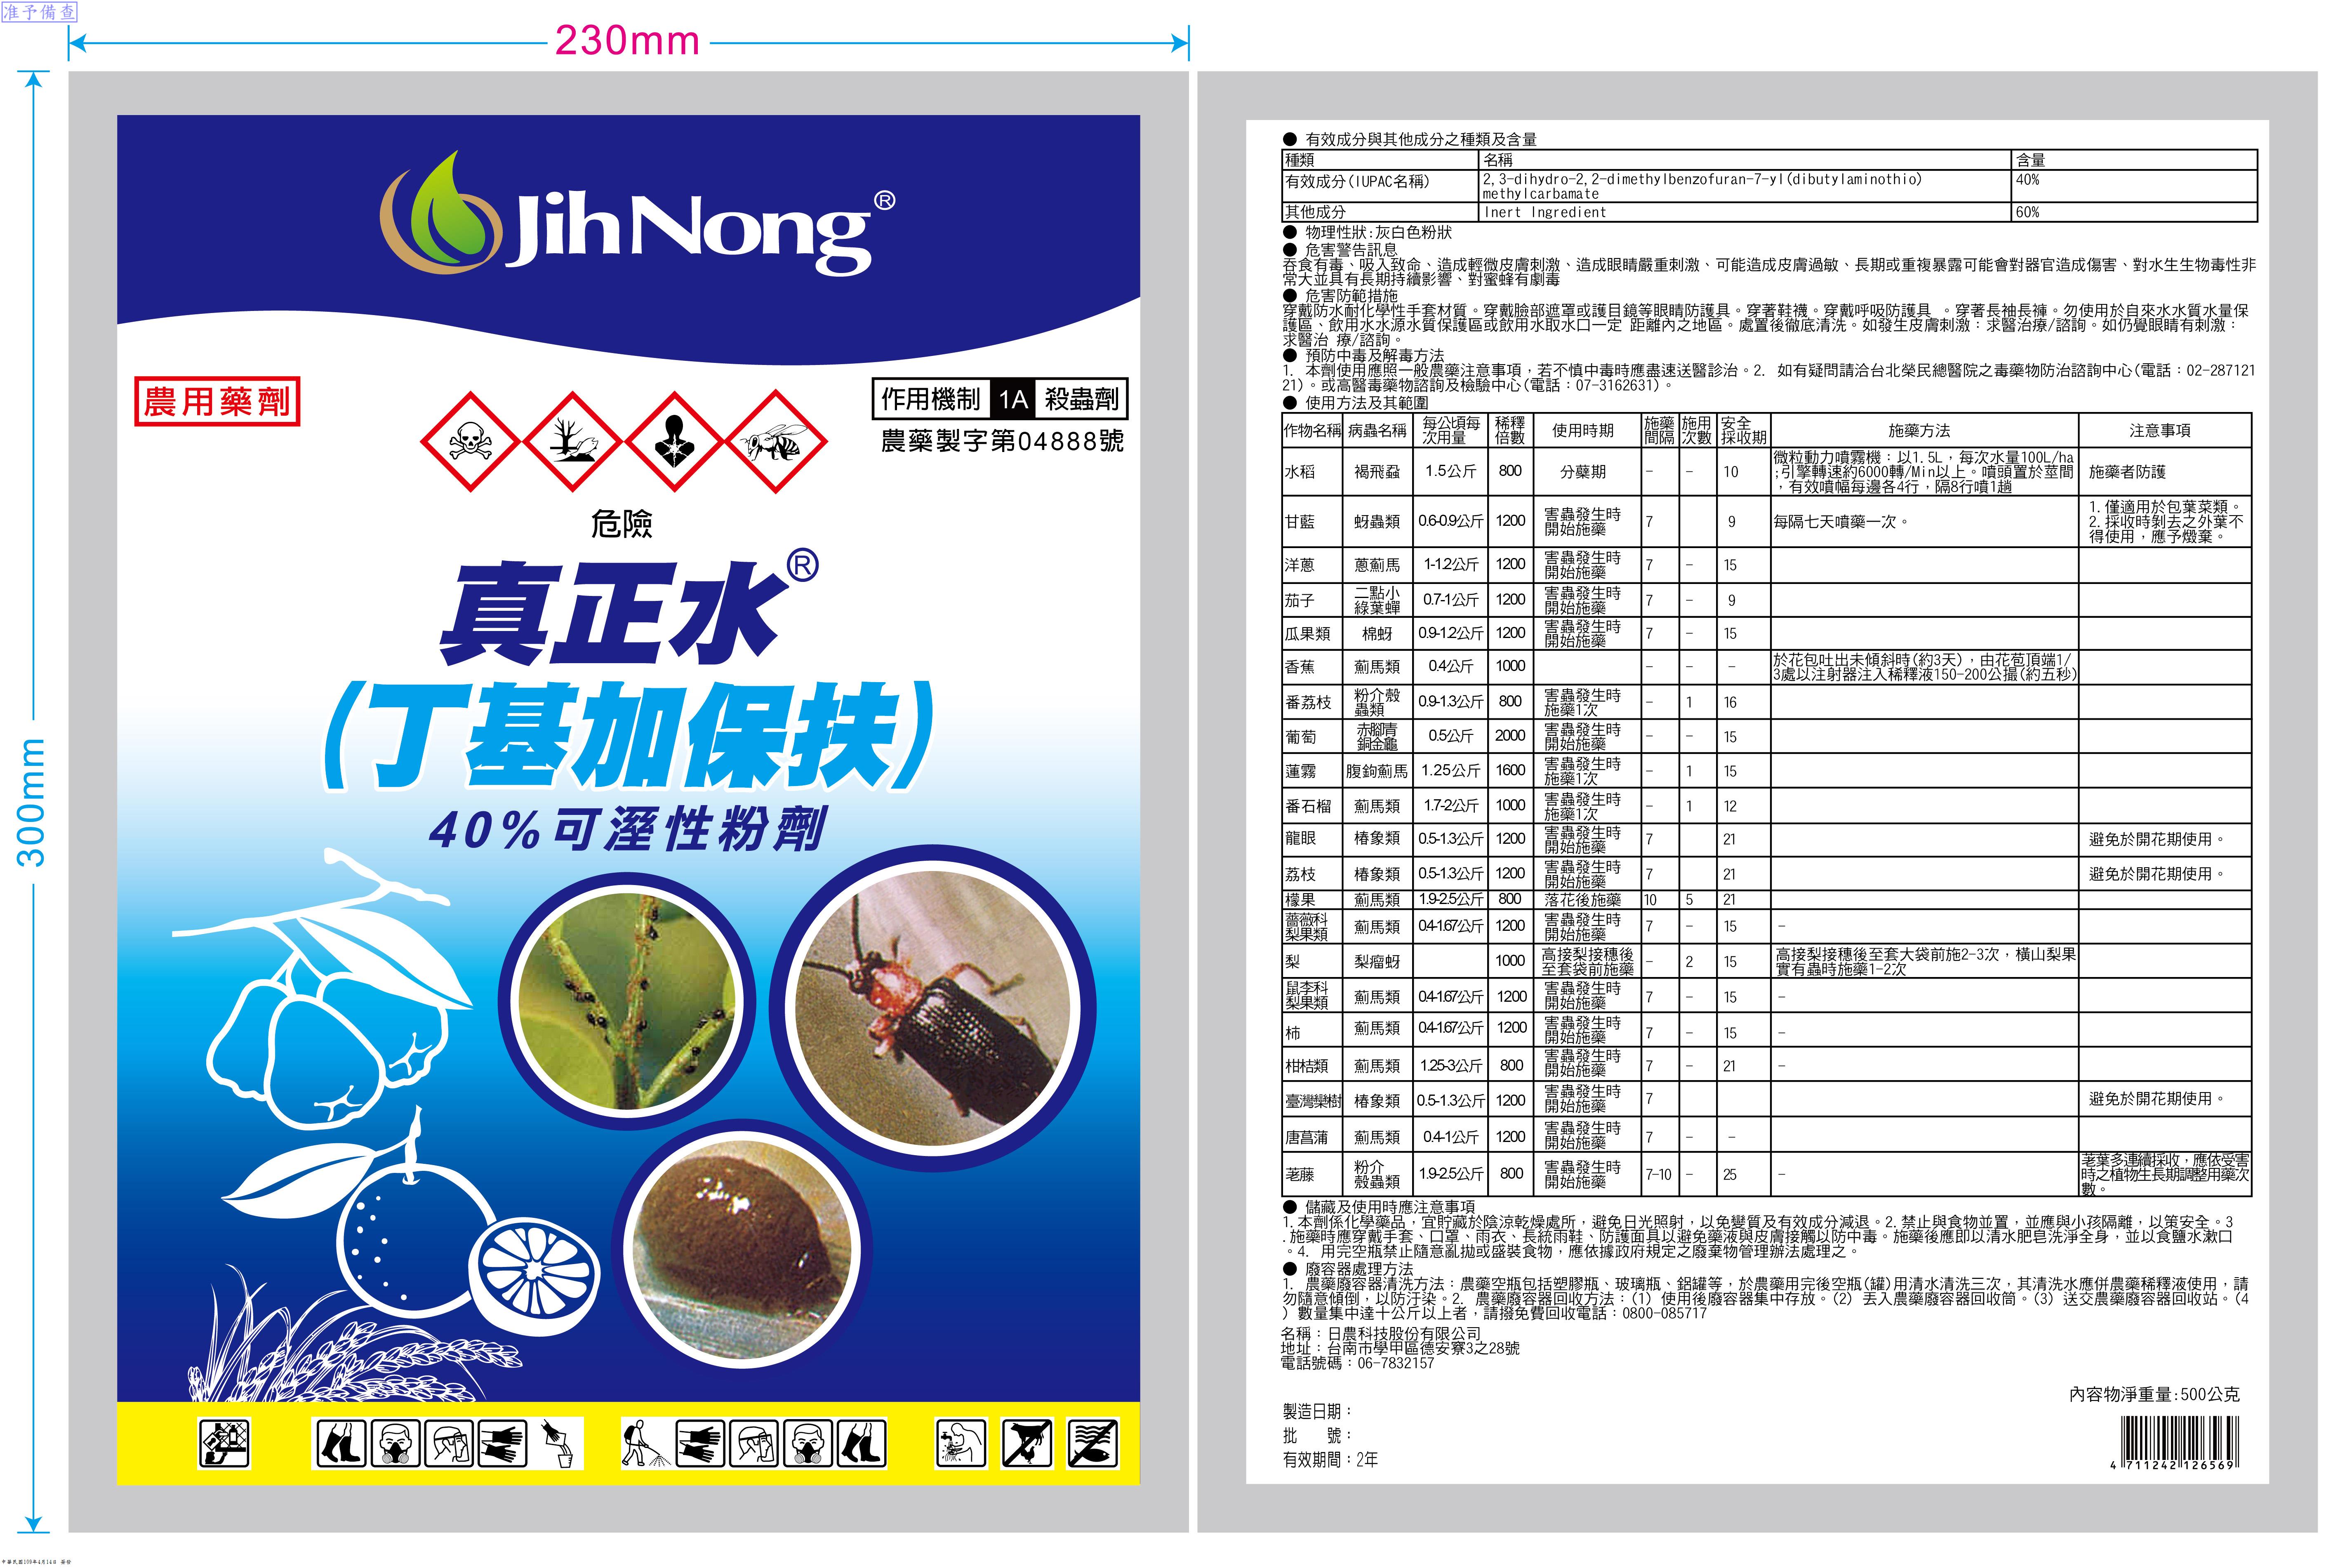 准予備查
230mm
300mm
JihNong®
農用藥劑
作用機制 1A 殺蟲劑
農藥製字第04888號
危險
真正水®
(丁基加保扶)
40%可溼性粉劑
● 有效成分與其他成分之種類及含量
種類 名稱 含量
有效成分(IUPAC名稱) 2,3-dihydro-2,2-dimethylbenzofuran-7-yl(dibutylaminothio) 40%
methylcarbamate
其他成分 Inert Ingredient 60%
● 物理性狀:灰白色粉狀
● 危害警告訊息
吞食有毒、吸入致命、造成輕微皮膚刺激、造成眼睛嚴重刺激、可能造成皮膚過敏、長期或重複暴露可能會對器官造成傷害、對水生生物毒性非
常大並具有長期持續影響、對蜜蜂有劇毒
● 危害防範措施
穿戴防水耐化學性手套材質。穿戴臉部遮罩或護目鏡等眼睛防護具。穿著鞋襪。穿戴呼吸防護具 。穿著長袖長褲。勿使用於自來水水質水量保
護區、飲用水水源水質保護區或飲用水取水口一定 距離內之地區。處置後徹底清洗。如發生皮膚刺激：求醫治療/諮詢。如仍覺眼睛有刺激：
求醫治 療/諮詢。
● 預防中毒及解毒方法
1. 本劑使用應照一般農藥注意事項，若不慎中毒時應盡速送醫診治。2. 如有疑問請洽台北榮民總醫院之毒藥物防治諮詢中心(電話：02-287121
21)。或高醫毒藥物諮詢及檢驗中心(電話：07-3162631)。
● 使用方法及其範圍
作物名稱 病蟲名稱 每公頃每次用量 稀釋倍數 使用時期 施藥間隔 施用次數 安全採收期 施藥方法 注意事項
水稻 褐飛蝨 1.5公斤 800 分蘗期 - - 10 微粒動力噴霧機：以1.5L，每次水量100L/ha;引擎轉速約6000轉/Min以上。噴頭置於莖間，有效噴幅每邊各4行，隔8行噴1趟 施藥者防護
甘藍 蚜蟲類 0.6-0.9公斤 1200 害蟲發生時開始施藥 7 9 每隔七天噴藥一次。 1.僅適用於包葉菜類。2.採收時剝去之外葉不得使用，應予燬棄。
洋蔥 蔥薊馬 1-1.2公斤 1200 害蟲發生時開始施藥 7 - 15
茄子 二點小綠葉蟬 0.7-1公斤 1200 害蟲發生時開始施藥 7 - 9
瓜果類 棉蚜 0.9-1.2公斤 1200 害蟲發生時開始施藥 7 - 15
香蕉 薊馬類 0.4公斤 1000 - - - 於花包吐出未傾斜時(約3天)，由花苞頂端1/3處以注射器注入稀釋液150-200公撮(約五秒)
番荔枝 粉介殼蟲類 0.9-1.3公斤 800 害蟲發生時施藥1次 - 1 16
葡萄 赤腳青銅金龜 0.5公斤 2000 害蟲發生時開始施藥 - - 15
蓮霧 腹鉤薊馬 1.25公斤 1600 害蟲發生時施藥1次 - 1 15
番石榴 薊馬類 1.7-2公斤 1000 害蟲發生時施藥1次 - 1 12
龍眼 椿象類 0.5-1.3公斤 1200 害蟲發生時開始施藥 7 21 避免於開花期使用。
荔枝 椿象類 0.5-1.3公斤 1200 害蟲發生時開始施藥 7 21 避免於開花期使用。
檬果 薊馬類 1.9-2.5公斤 800 落花後施藥 10 5 21
薔薇科梨果類 薊馬類 0.4-1.67公斤 1200 害蟲發生時開始施藥 7 - 15 -
梨 梨瘤蚜 1000 高接梨接穗後至套袋前施藥 - 2 15 高接梨接穗後至套大袋前施2-3次，橫山梨果實有蟲時施藥1-2次
鼠李科梨果類 薊馬類 0.4-1.67公斤 1200 害蟲發生時開始施藥 7 - 15 -
柿 薊馬類 0.4-1.67公斤 1200 害蟲發生時開始施藥 7 - 15 -
柑桔類 薊馬類 1.25-3公斤 800 害蟲發生時開始施藥 7 - 21 -
臺灣欒樹 椿象類 0.5-1.3公斤 1200 害蟲發生時開始施藥 7 避免於開花期使用。
唐菖蒲 薊馬類 0.4-1公斤 1200 害蟲發生時開始施藥 7 - -
荖藤 粉介殼蟲類 1.9-2.5公斤 800 害蟲發生時開始施藥 7-10 - 25 - 荖葉多連續採收，應依受害時之植物生長期調整用藥次數。
● 儲藏及使用時應注意事項
1.本劑係化學藥品，宜貯藏於陰涼乾燥處所，避免日光照射，以免變質及有效成分減退。2.禁止與食物並置，並應與小孩隔離，以策安全。3
.施藥時應穿戴手套、口罩、雨衣、長統雨鞋、防護面具以避免藥液與皮膚接觸以防中毒。施藥後應即以清水肥皂洗淨全身，並以食鹽水漱口
。4. 用完空瓶禁止隨意亂拋或盛裝食物，應依據政府規定之廢棄物管理辦法處理之。
● 廢容器處理方法
1. 農藥廢容器清洗方法：農藥空瓶包括塑膠瓶、玻璃瓶、鋁罐等，於農藥用完後空瓶(罐)用清水清洗三次，其清洗水應併農藥稀釋液使用，請
勿隨意傾倒，以防汙染。2. 農藥廢容器回收方法：(1) 使用後廢容器集中存放。(2) 丟入農藥廢容器回收筒。(3) 送交農藥廢容器回收站。(4
) 數量集中達十公斤以上者，請撥免費回收電話：0800-085717
名稱：日農科技股份有限公司
地址：台南市學甲區德安寮3之28號
電話號碼：06-7832157
內容物淨重量:500公克
製造日期：
批 號：
有效期間：2年
4 711242 126569
中華民國109年4月14日